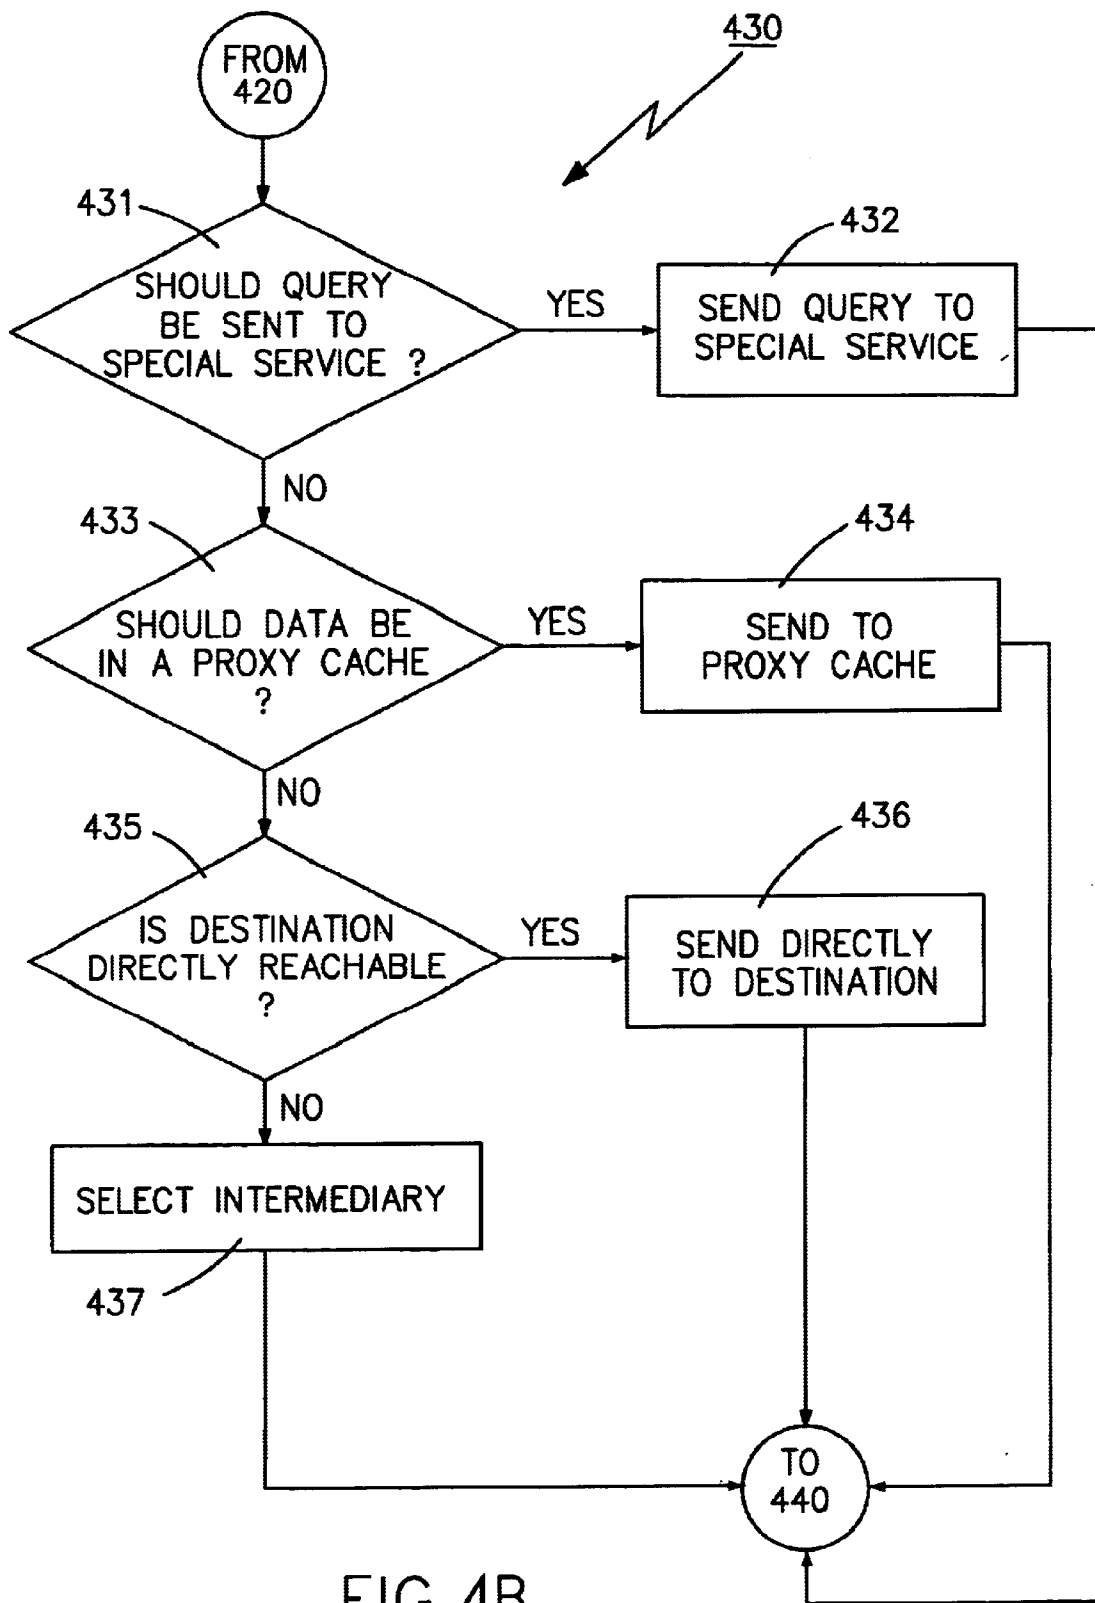 FROM
420
430
431
SHOULD QUERY
BE SENT TO
SPECIAL SERVICE ?
YES
432
SEND QUERY TO
SPECIAL SERVICE
NO
433
SHOULD DATA BE
IN A PROXY CACHE
?
YES
434
SEND TO
PROXY CACHE
NO
435
IS DESTINATION
DIRECTLY REACHABLE
?
YES
436
SEND DIRECTLY
TO DESTINATION
NO
SELECT INTERMEDIARY
437
TO
440
FIG.4B